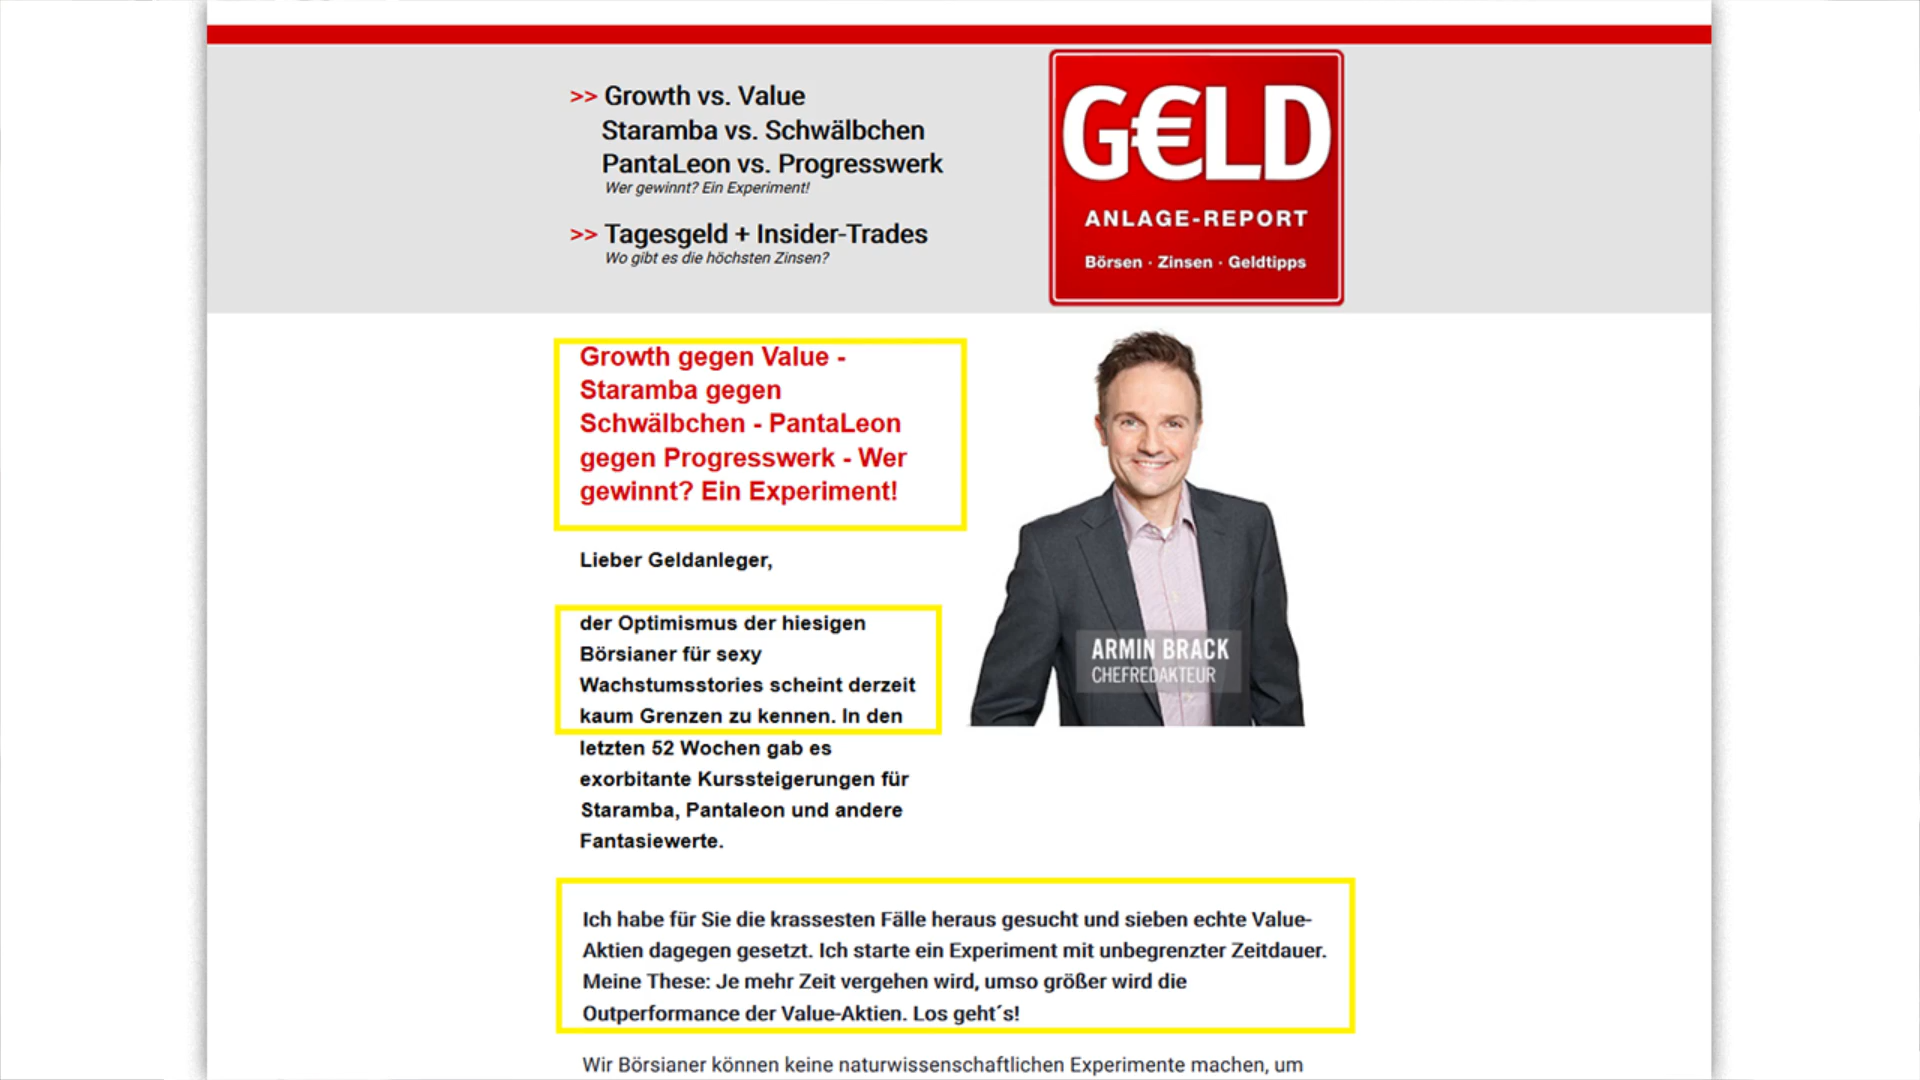 >> Growth vs. Value
Staramba vs. Schwälbchen
PantaLeon vs. Progresswerk
Wer gewinnt? Ein Experiment!
>> Tagesgeld + Insider-Trades
Wo gibt es die höchsten Zinsen?
G€LD
ANLAGE-REPORT
Börsen · Zinsen · Geldtipps
Growth gegen Value -
Staramba gegen
Schwälbchen - PantaLeon
gegen Progresswerk - Wer
gewinnt? Ein Experiment!
Lieber Geldanleger,
der Optimismus der hiesigen
Börsianer für sexy
Wachstumsstories scheint derzeit
kaum Grenzen zu kennen. In den
letzten 52 Wochen gab es
exorbitante Kurssteigerungen für
Staramba, Pantaleon und andere
Fantasiewerte.
ARMIN BRACK
CHEFREDAKTEUR
Ich habe für Sie die krassesten Fälle heraus gesucht und sieben echte Value-
Aktien dagegen gesetzt. Ich starte ein Experiment mit unbegrenzter Zeitdauer.
Meine These: Je mehr Zeit vergehen wird, umso größer wird die
Outperformance der Value-Aktien. Los geht´s!
Wir Börsianer können keine naturwissenschaftlichen Experimente machen, um